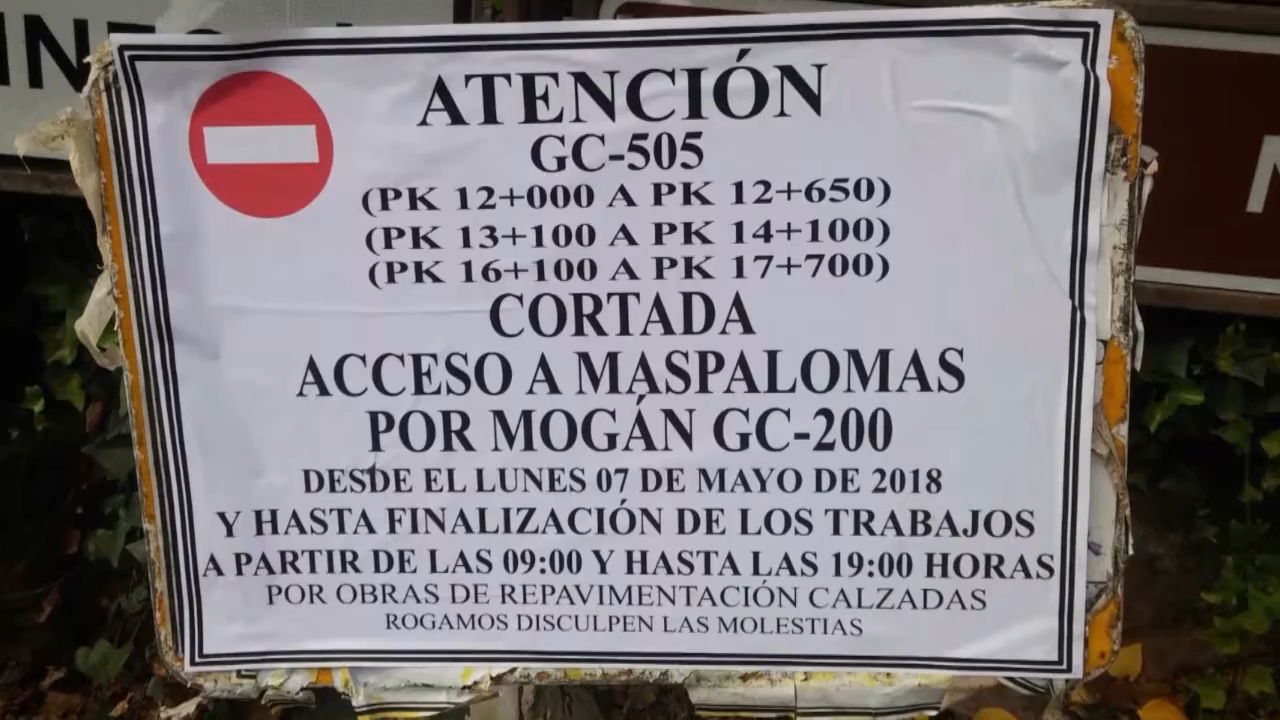 ATENCIÓN
GC-505
(PK 12+000 A PK 12+650)
(PK 13+100 A PK 14+100)
(PK 16+100 A PK 17+700)
CORTADA
ACCESO A MASPALOMAS
POR MOGÁN GC-200
DESDE EL LUNES 07 DE MAYO DE 2018
Y HASTA FINALIZACIÓN DE LOS TRABAJOS
A PARTIR DE LAS 09:00 Y HASTA LAS 19:00 HORAS
POR OBRAS DE REPAVIMENTACIÓN CALZADAS
ROGAMOS DISCULPEN LAS MOLESTIAS